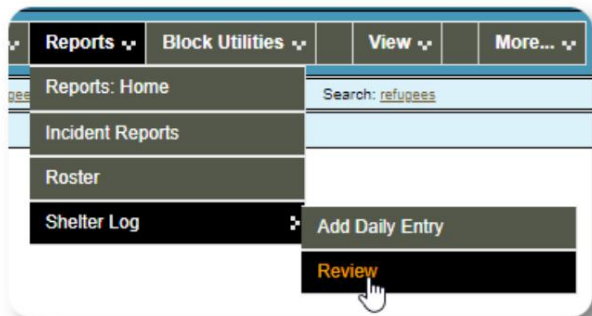 Reports Block Utilities View More...
Reports: Home
Search: refugees
Incident Reports
Roster
Shelter Log
Add Daily Entry
Review